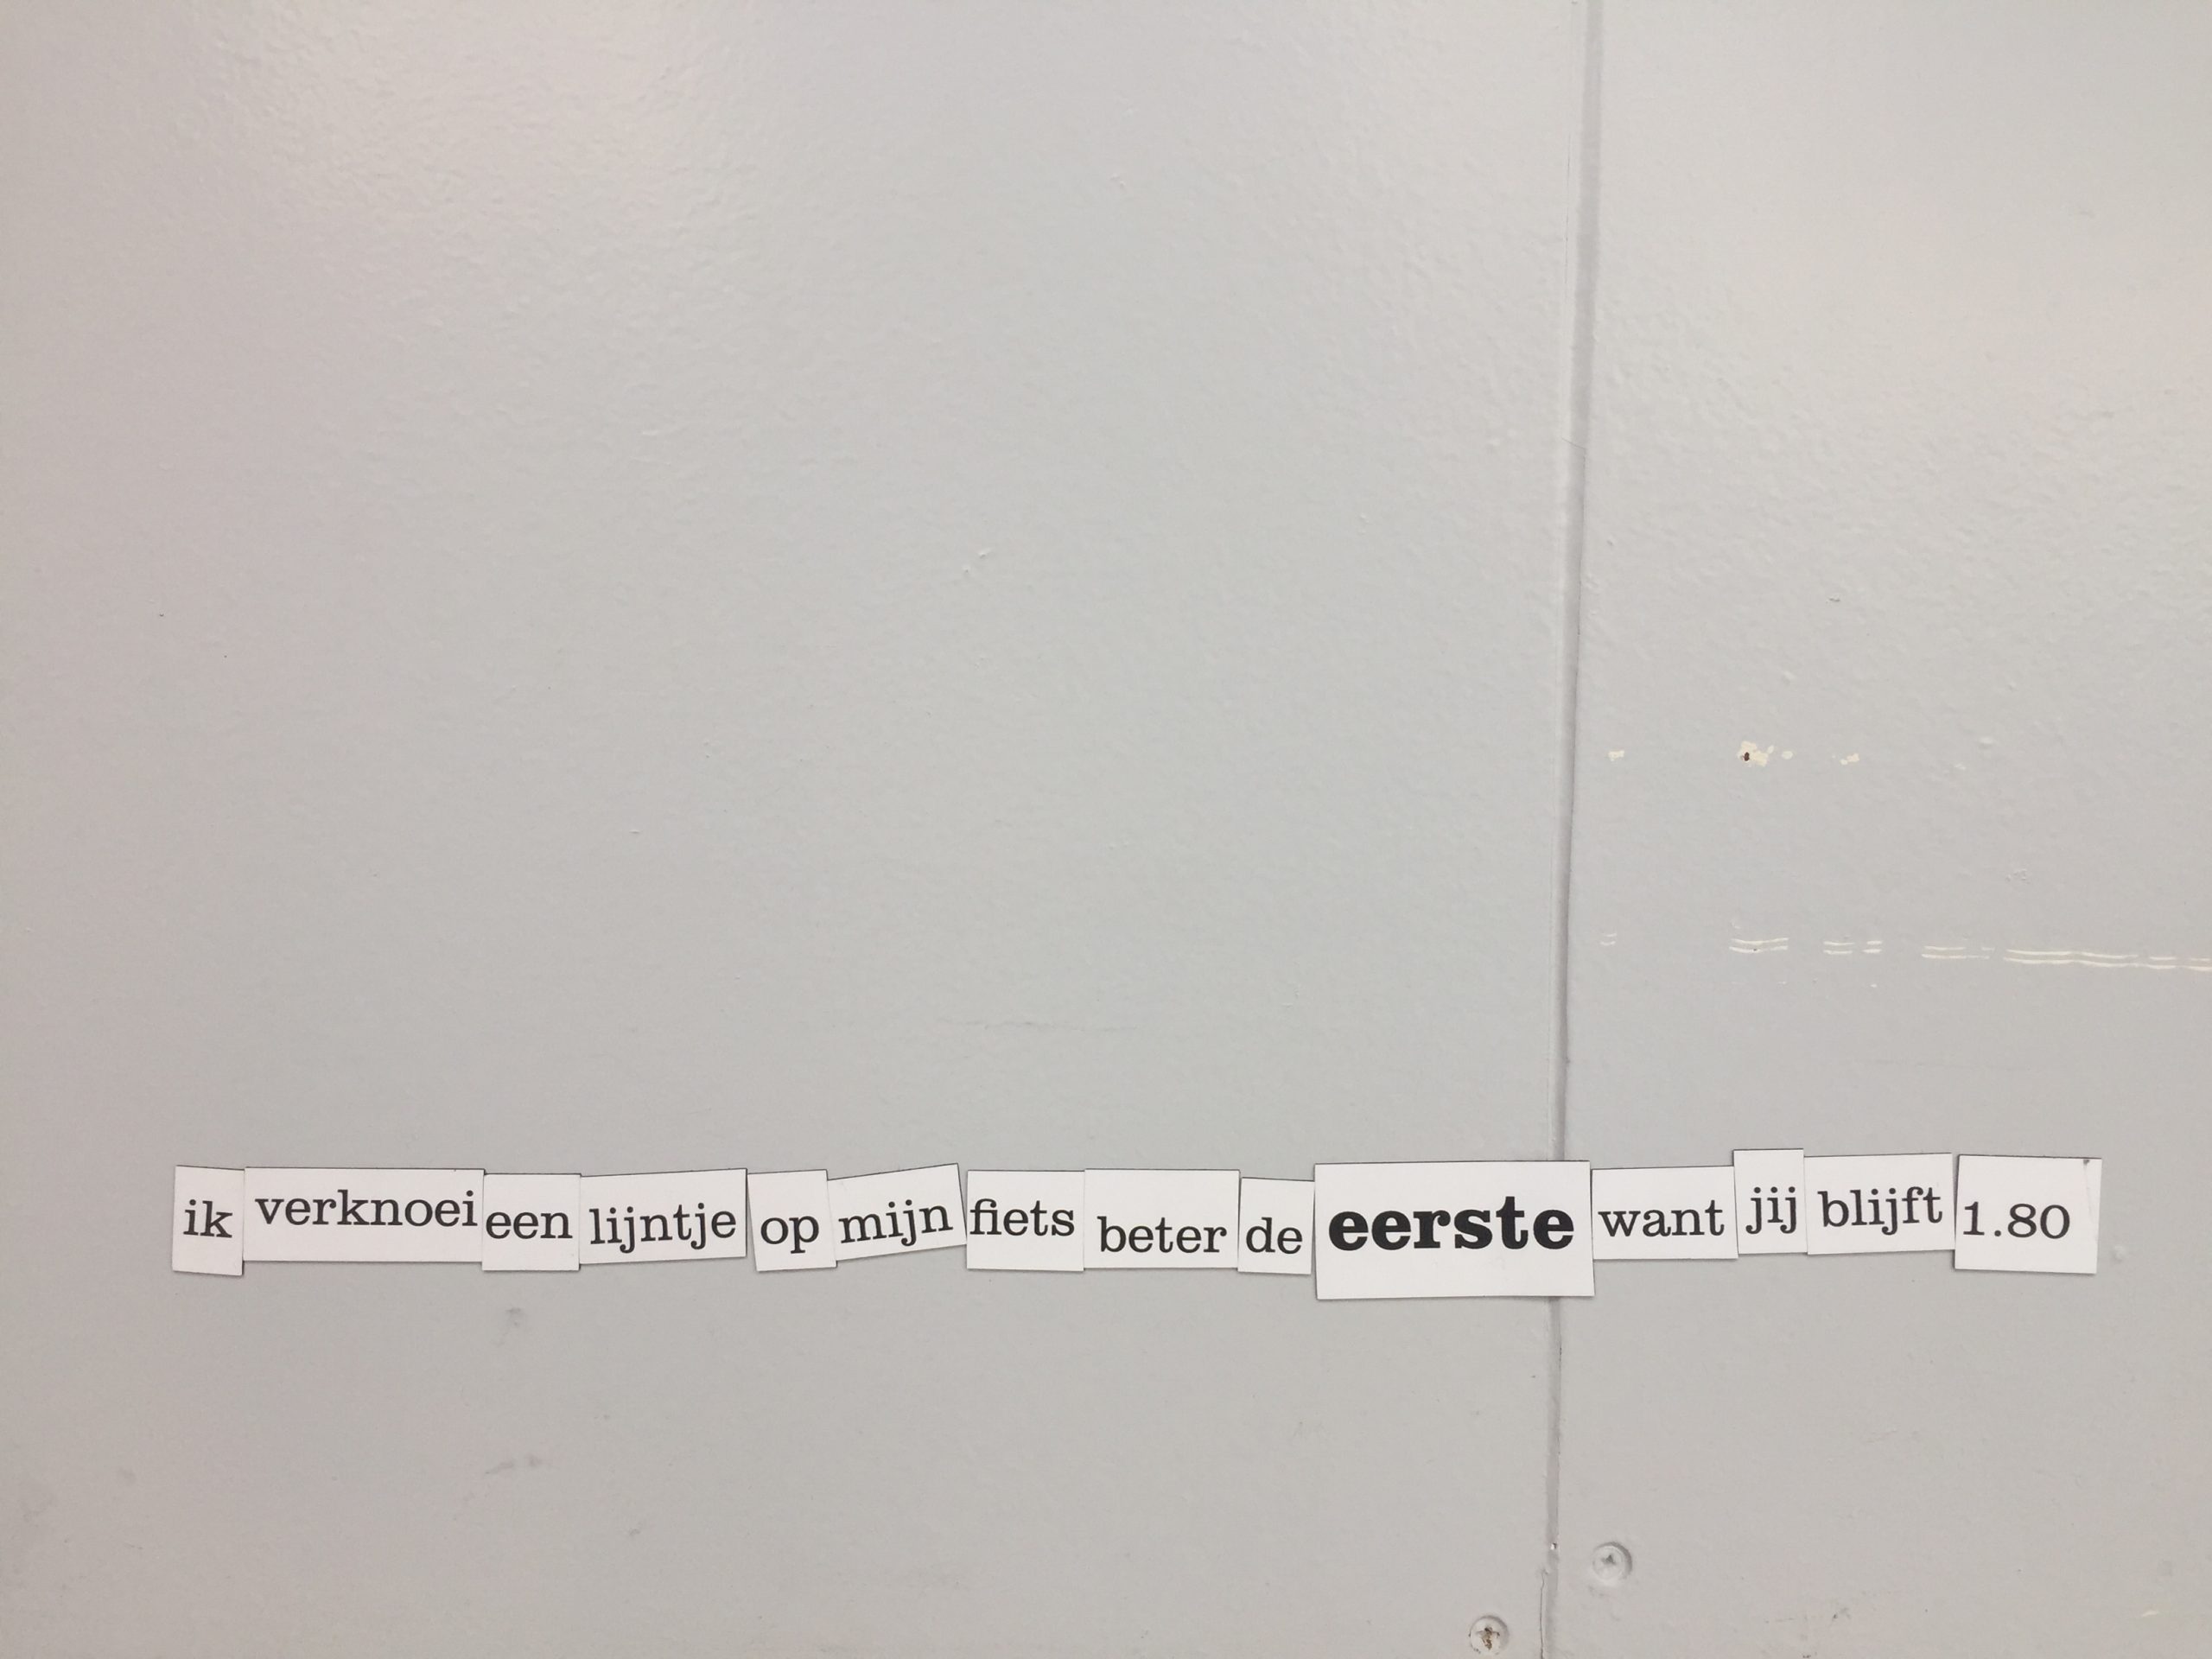 ik verknoei een lijntje op mijn fiets beter de eerste want jij blijft 1.80